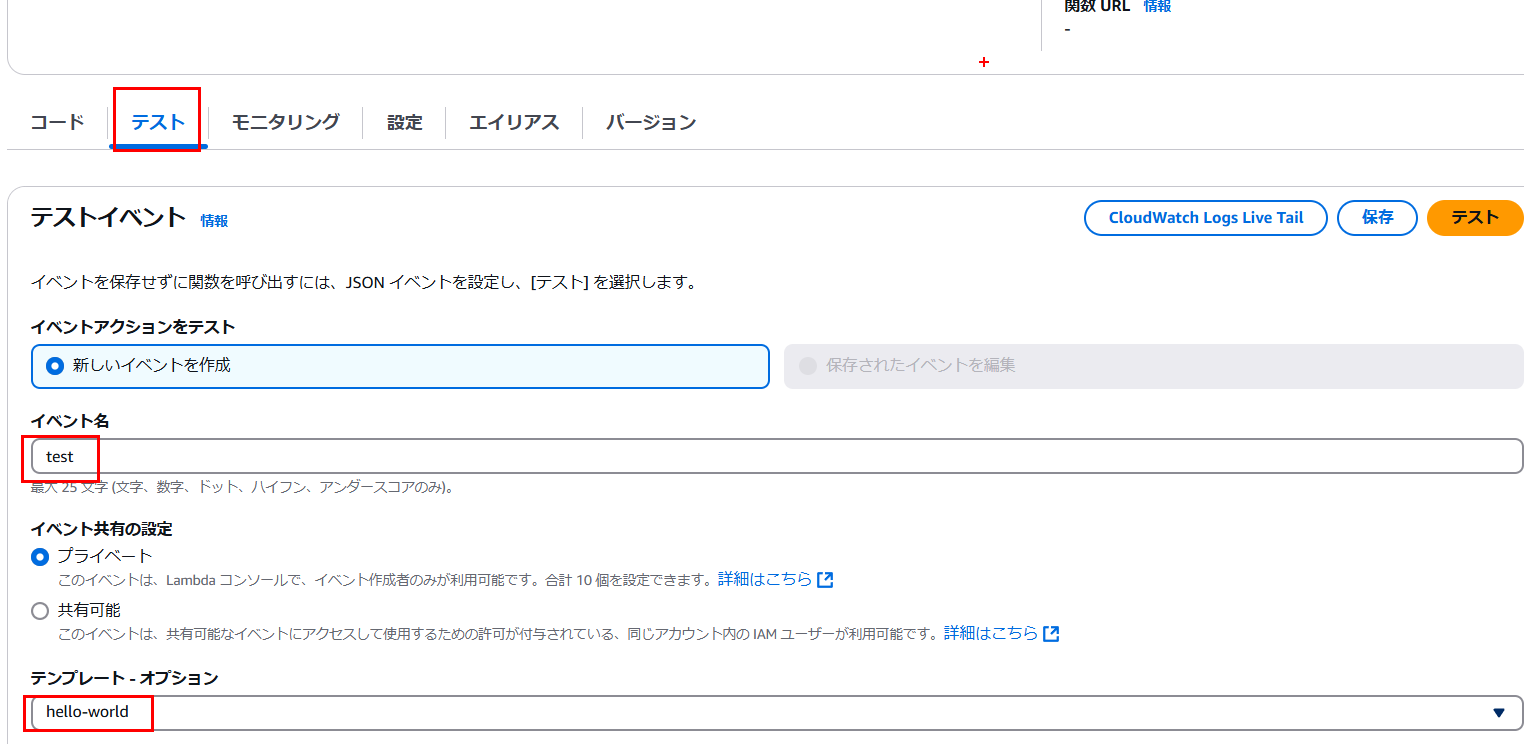 関数 URL 情報
-
コード テスト モニタリング 設定 エイリアス バージョン
テストイベント 情報 CloudWatch Logs Live Tail 保存 テスト
イベントを保存せずに関数を呼び出すには、JSON イベントを設定し、[テスト] を選択します。
イベントアクションをテスト
新しいイベントを作成 保存されたイベントを編集
イベント名
test
最大 25 文字 (文字、数字、ドット、ハイフン、アンダースコアのみ)。
イベント共有の設定
プライベート
このイベントは、Lambda コンソールで、イベント作成者のみが利用可能です。合計 10 個を設定できます。詳細はこちら
共有可能
このイベントは、共有可能なイベントにアクセスして使用するための許可が付与されている、同じアカウント内の IAM ユーザーが利用可能です。詳細はこちら
テンプレート - オプション
hello-world